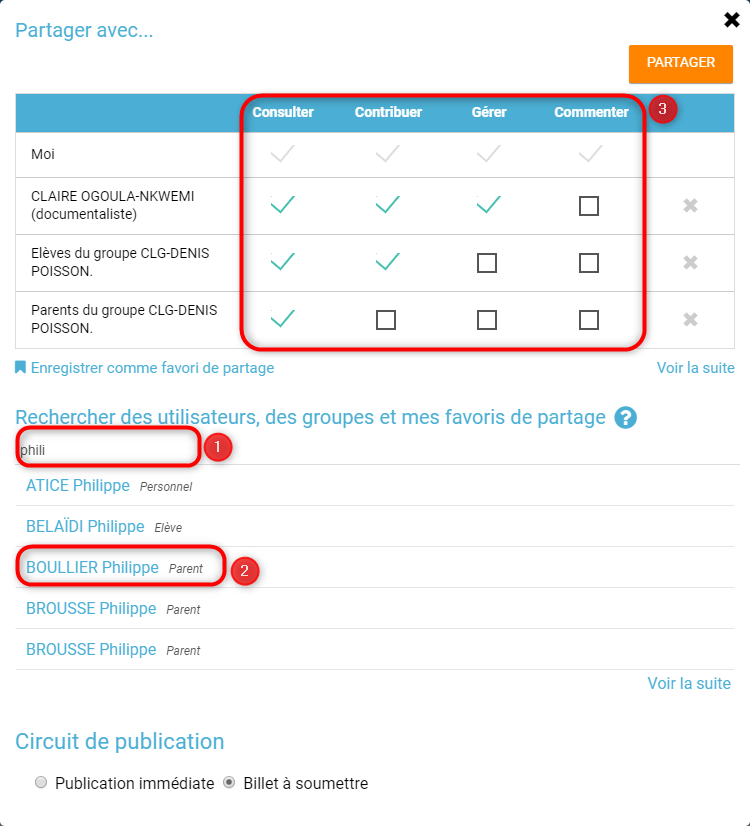 Partager avec...
PARTAGER
Consulter Contribuer Gérer Commenter
3
Moi
CLAIRE OGOULA-NKWEMI
(documentaliste)
Elèves du groupe CLG-DENIS
POISSON.
Parents du groupe CLG-DENIS
POISSON.
Enregistrer comme favori de partage Voir la suite
Rechercher des utilisateurs, des groupes et mes favoris de partage ?
phili
1
ATICE Philippe Personnel
BELAÏDI Philippe Elève
BOULLIER Philippe Parent
2
BROUSSE Philippe Parent
BROUSSE Philippe Parent
Voir la suite
Circuit de publication
Publication immédiate Billet à soumettre